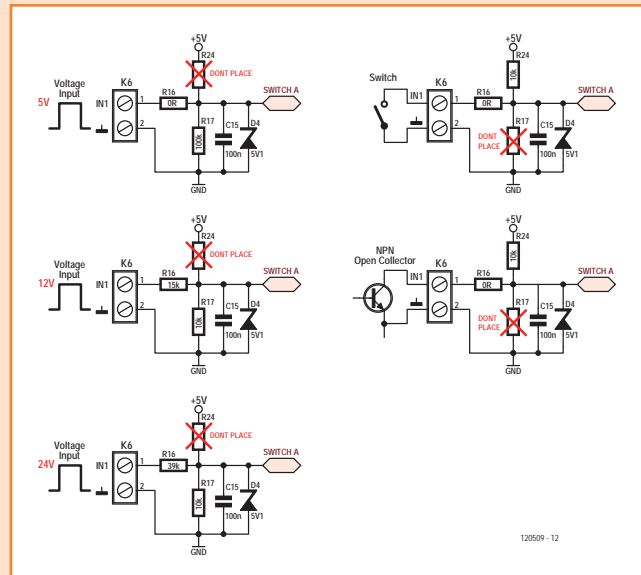 +5V
R24
DONT PLACE
Voltage
Input
5V
K6
IN1
1
2
R16
0R
SWITCH A
R17
100k
C15
100n
D4
5V1
GND
+5V
R24
10k
Switch
K6
IN1
1
2
R16
0R
SWITCH A
R17
DONT
PLACE
C15
100n
D4
5V1
GND
+5V
R24
DONT PLACE
Voltage
Input
12V
K6
IN1
1
2
R16
15k
SWITCH A
R17
10k
C15
100n
D4
5V1
GND
+5V
R24
10k
NPN
Open Collector
K6
IN1
1
2
R16
0R
SWITCH A
R17
DONT
PLACE
C15
100n
D4
5V1
GND
+5V
R24
DONT PLACE
Voltage
Input
24V
K6
IN1
1
2
R16
39k
SWITCH A
R17
10k
C15
100n
D4
5V1
GND
120509 - 12